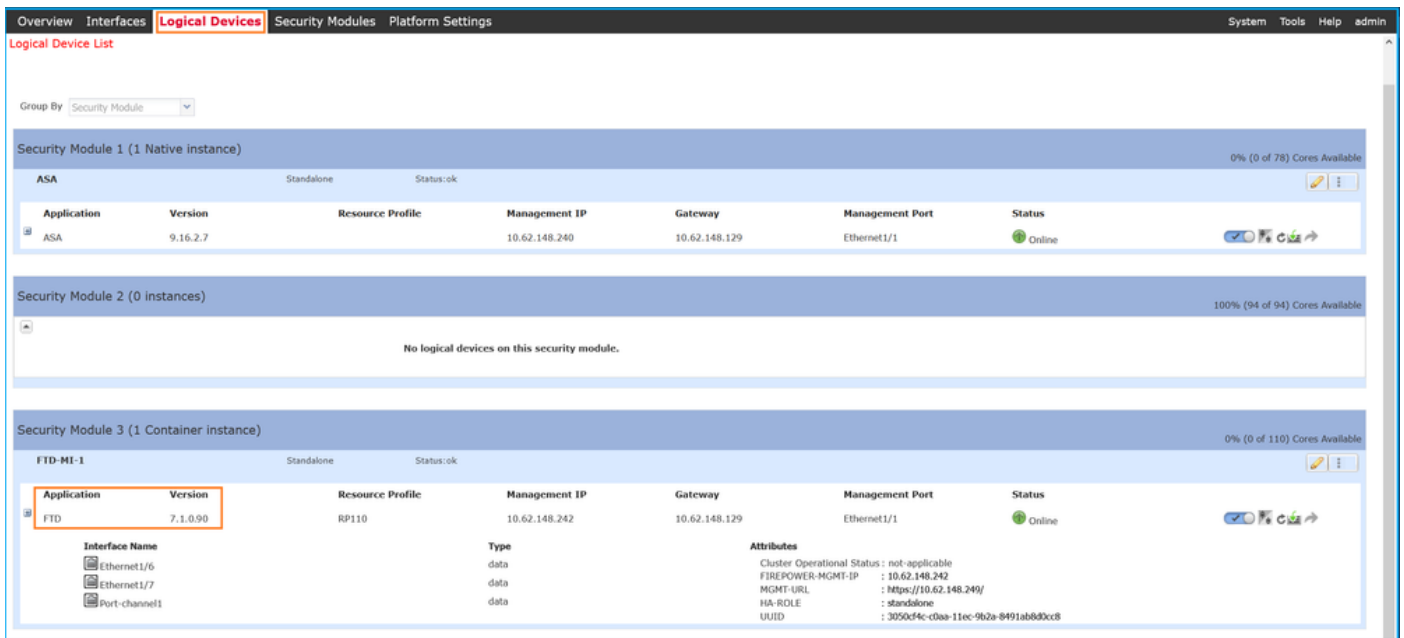 Overview Interfaces Logical Devices Security Modules Platform Settings System Tools Help admin
Logical Device List
Group By Security Module
Security Module 1 (1 Native instance) 0% (0 of 78) Cores Available
ASA Standalone Status:ok
Application Version Resource Profile Management IP Gateway Management Port Status
ASA 9.16.2.7 10.62.148.240 10.62.148.129 Ethernet1/1 Online
Security Module 2 (0 instances) 100% (94 of 94) Cores Available
No logical devices on this security module.
Security Module 3 (1 Container instance) 0% (0 of 110) Cores Available
FTD-MI-1 Standalone Status:ok
Application Version Resource Profile Management IP Gateway Management Port Status
FTD 7.1.0.90 RP110 10.62.148.242 10.62.148.129 Ethernet1/1 Online
Interface Name Type Attributes
Ethernet1/6 data Cluster Operational Status : not-applicable
FIREPOWER-MGMT-IP : 10.62.148.242
Ethernet1/7 data MGMT-URL : https://10.62.148.249/
Port-channel1 data HA-ROLE : standalone
UUID : 3050cf4c-c0aa-11ec-9b2a-8491ab8d0cc8